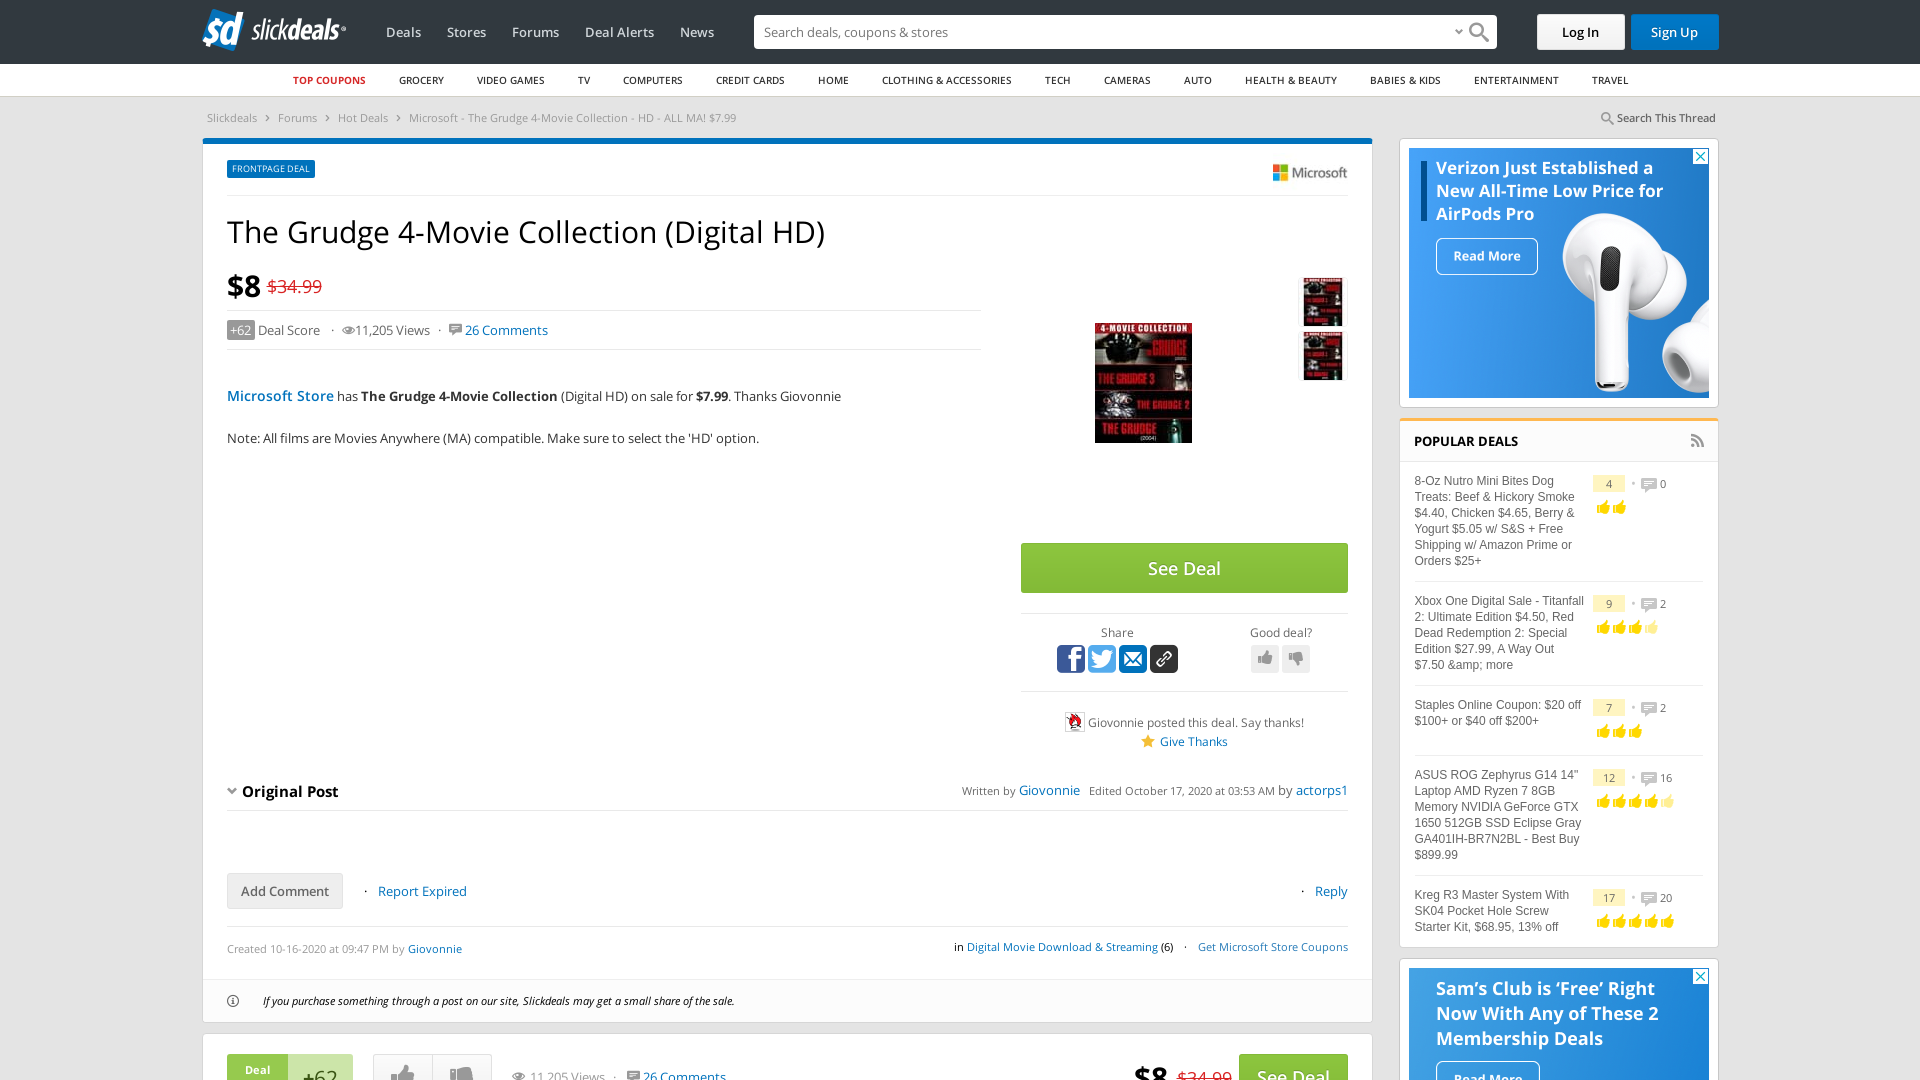 slickdeals
Deals
Stores
Forums
Deal Alerts
News
Search deals, coupons & stores
Log In
Sign Up
TOP COUPONS
GROCERY
VIDEO GAMES
TV
COMPUTERS
CREDIT CARDS
HOME
CLOTHING & ACCESSORIES
TECH
CAMERAS
AUTO
HEALTH & BEAUTY
BABIES & KIDS
ENTERTAINMENT
TRAVEL
Slickdeals › Forums › Hot Deals › Microsoft - The Grudge 4-Movie Collection - HD - ALL MA! $7.99
Search This Thread
FRONTPAGE DEAL
Microsoft
The Grudge 4-Movie Collection (Digital HD)
$8 $34.99
+62 Deal Score · 11,205 Views · 26 Comments
Microsoft Store has The Grudge 4-Movie Collection (Digital HD) on sale for $7.99. Thanks Giovonnie
Note: All films are Movies Anywhere (MA) compatible. Make sure to select the 'HD' option.
4-MOVIE COLLECTION
THE GRUDGE 3
THE GRUDGE 2
THE GRUDGE
(2004)
See Deal
Share
Good deal?
Giovonnie posted this deal. Say thanks!
Give Thanks
Original Post
Written by Giovonnie Edited October 17, 2020 at 03:53 AM by actorps1
Add Comment
· Report Expired
· Reply
Created 10-16-2020 at 09:47 PM by Giovonnie
in Digital Movie Download & Streaming (6) · Get Microsoft Store Coupons
If you purchase something through a post on our site, Slickdeals may get a small share of the sale.
Deal
+62
11,205 Views · 26 Comments
$8 $34.99
See Deal
Verizon Just Established a
New All-Time Low Price for
AirPods Pro
Read More
POPULAR DEALS
8-Oz Nutro Mini Bites Dog
Treats: Beef & Hickory Smoke
$4.40, Chicken $4.65, Berry &
Yogurt $5.05 w/ S&S + Free
Shipping w/ Amazon Prime or
Orders $25+
4 • 0
Xbox One Digital Sale - Titanfall
2: Ultimate Edition $4.50, Red
Dead Redemption 2: Special
Edition $27.99, A Way Out
$7.50 &amp; more
9 • 2
Staples Online Coupon: $20 off
$100+ or $40 off $200+
7 • 2
ASUS ROG Zephyrus G14 14"
Laptop AMD Ryzen 7 8GB
Memory NVIDIA GeForce GTX
1650 512GB SSD Eclipse Gray
GA401IH-BR7N2BL - Best Buy
$899.99
12 • 16
Kreg R3 Master System With
SK04 Pocket Hole Screw
Starter Kit, $68.95, 13% off
17 • 20
Sam's Club is ‘Free’ Right
Now With Any of These 2
Membership Deals
Read More